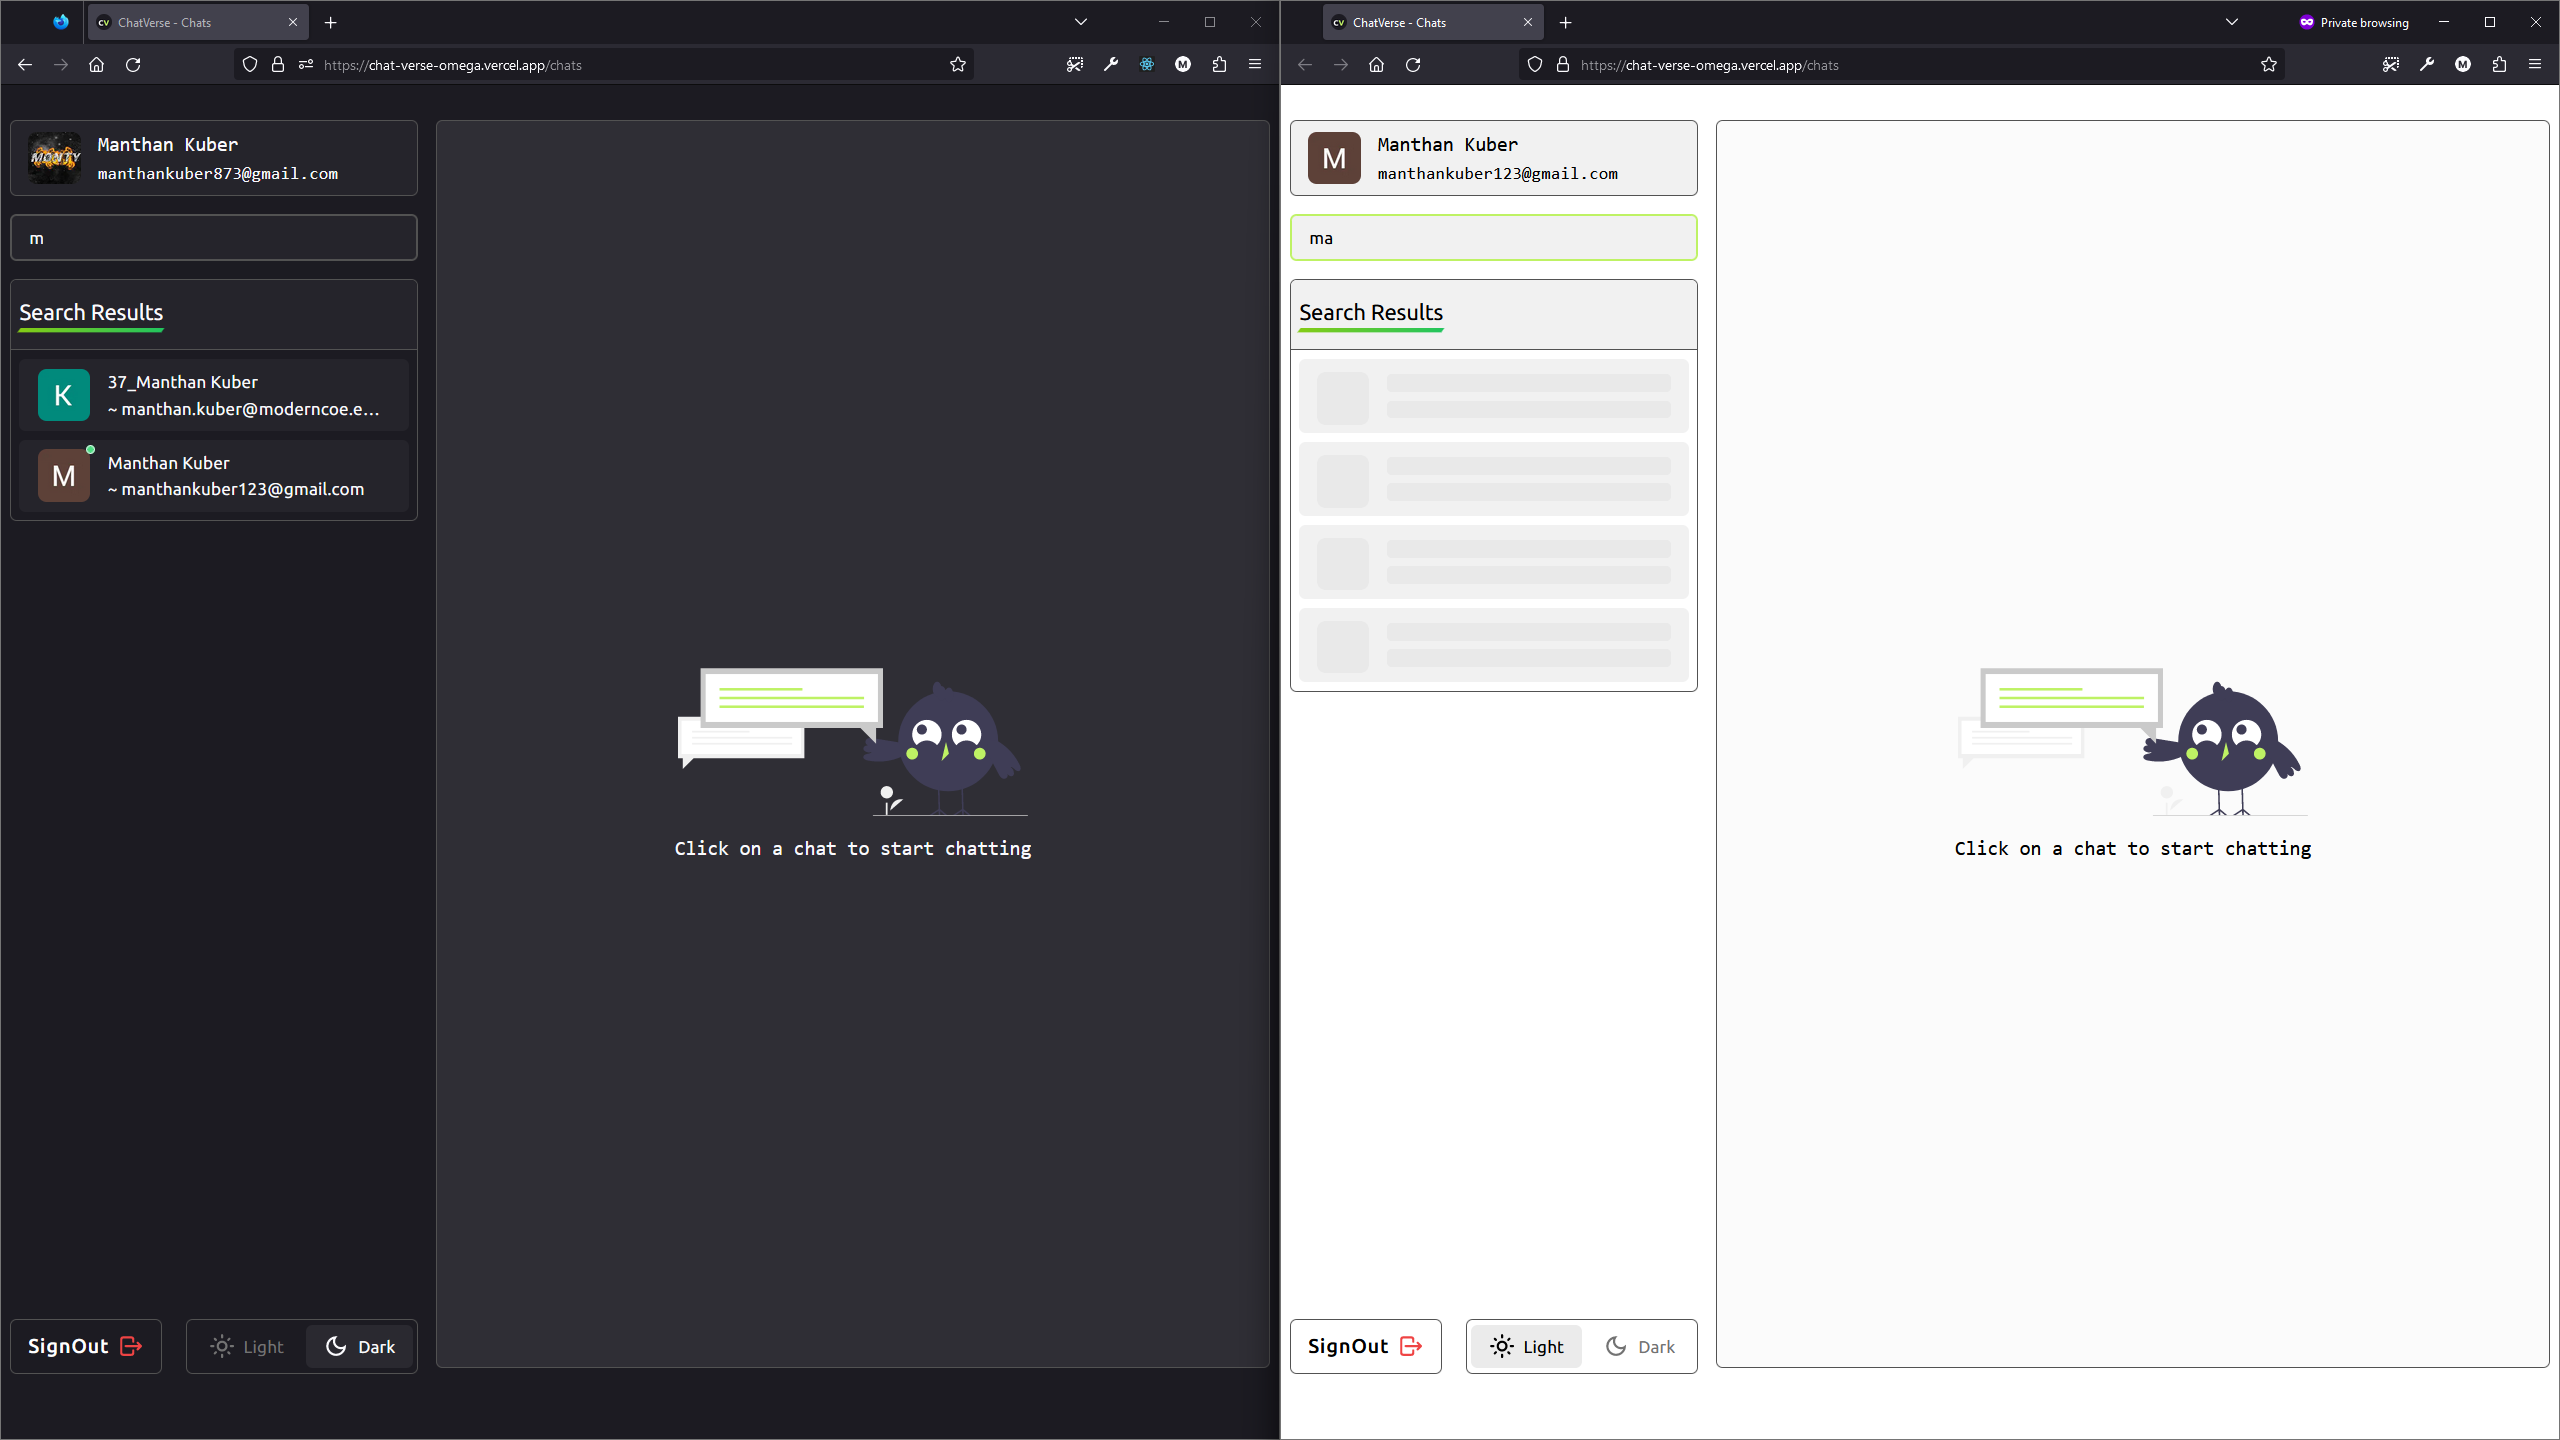 CV ChatVerse - Chats
https://chat-verse-omega.vercel.app/chats
M
MONTY
Manthan Kuber
manthankuber873@gmail.com
m
Search Results
K
37_Manthan Kuber
~ manthan.kuber@moderncoe.e...
M
Manthan Kuber
~ manthankuber123@gmail.com
Click on a chat to start chatting
SignOut
Light
Dark
CV ChatVerse - Chats
Private browsing
https://chat-verse-omega.vercel.app/chats
M
M
Manthan Kuber
manthankuber123@gmail.com
ma
Search Results
Click on a chat to start chatting
SignOut
Light
Dark